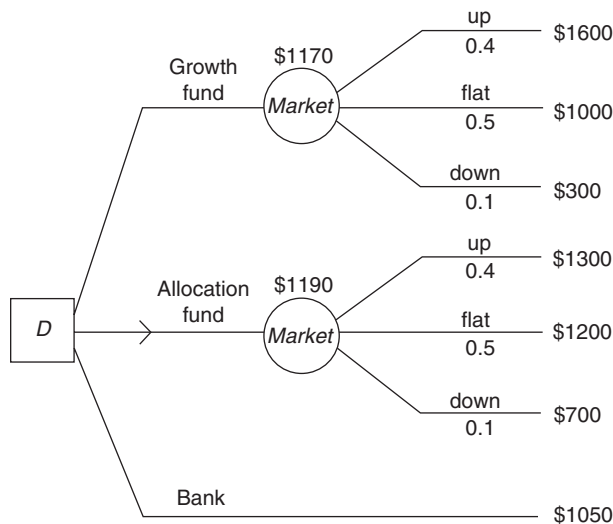 up
0.4
$1600
$1170
Growth
fund
Market
flat
0.5
$1000
down
0.1
$300
up
0.4
$1300
$1190
Allocation
fund
D
Market
flat
0.5
$1200
down
0.1
$700
Bank
$1050